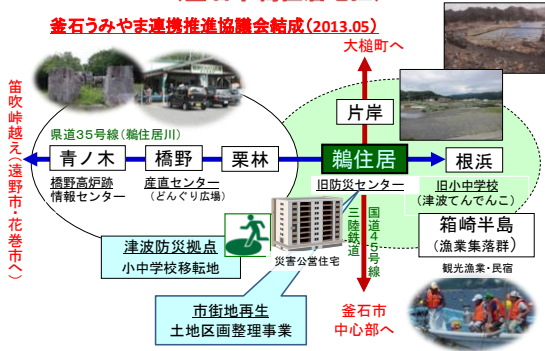 釜石うみやま連携推進協議会結成(2013.05)
大槌町へ
片岸
笛吹峠越え(遠野市・花巻市へ)
県道35号線(鵜住居川)
青ノ木
橋野
栗林
鵜住居
根浜
橋野高炉跡
情報センター
産直センター
(どんぐり広場)
旧防災センター
旧小中学校
(津波てんでんこ)
三陸鉄道
国道45号線
箱崎半島
(漁業集落群)
観光漁業・民宿
津波防災拠点
小中学校移転地
災害公営住宅
市街地再生
土地区画整理事業
釜石市
中心部へ